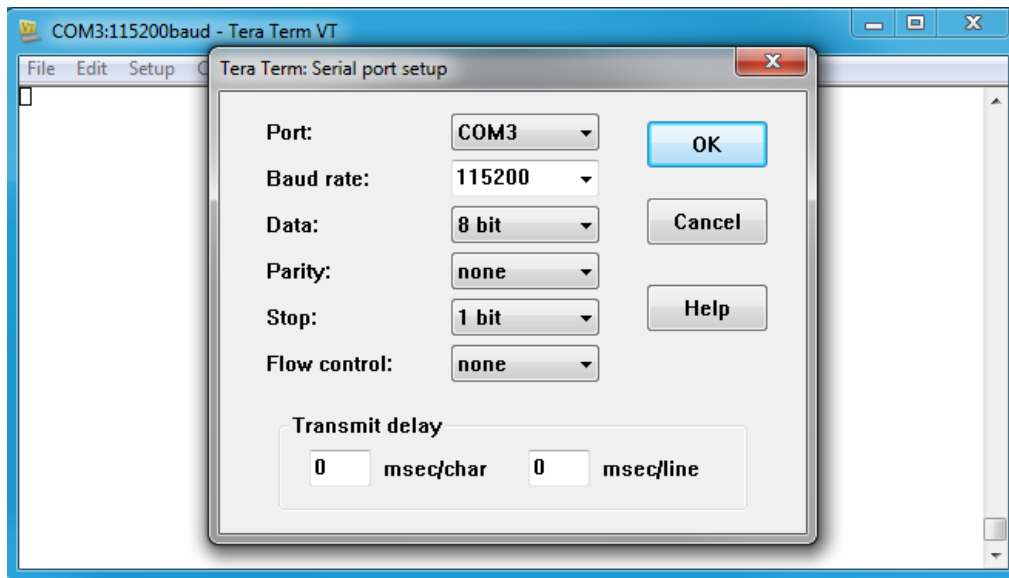 COM3:115200baud - Tera Term VT
File Edit Setup
Tera Term: Serial port setup
Port: COM3 OK
Baud rate: 115200
Data: 8 bit Cancel
Parity: none
Stop: 1 bit Help
Flow control: none
Transmit delay
0 msec/char 0 msec/line